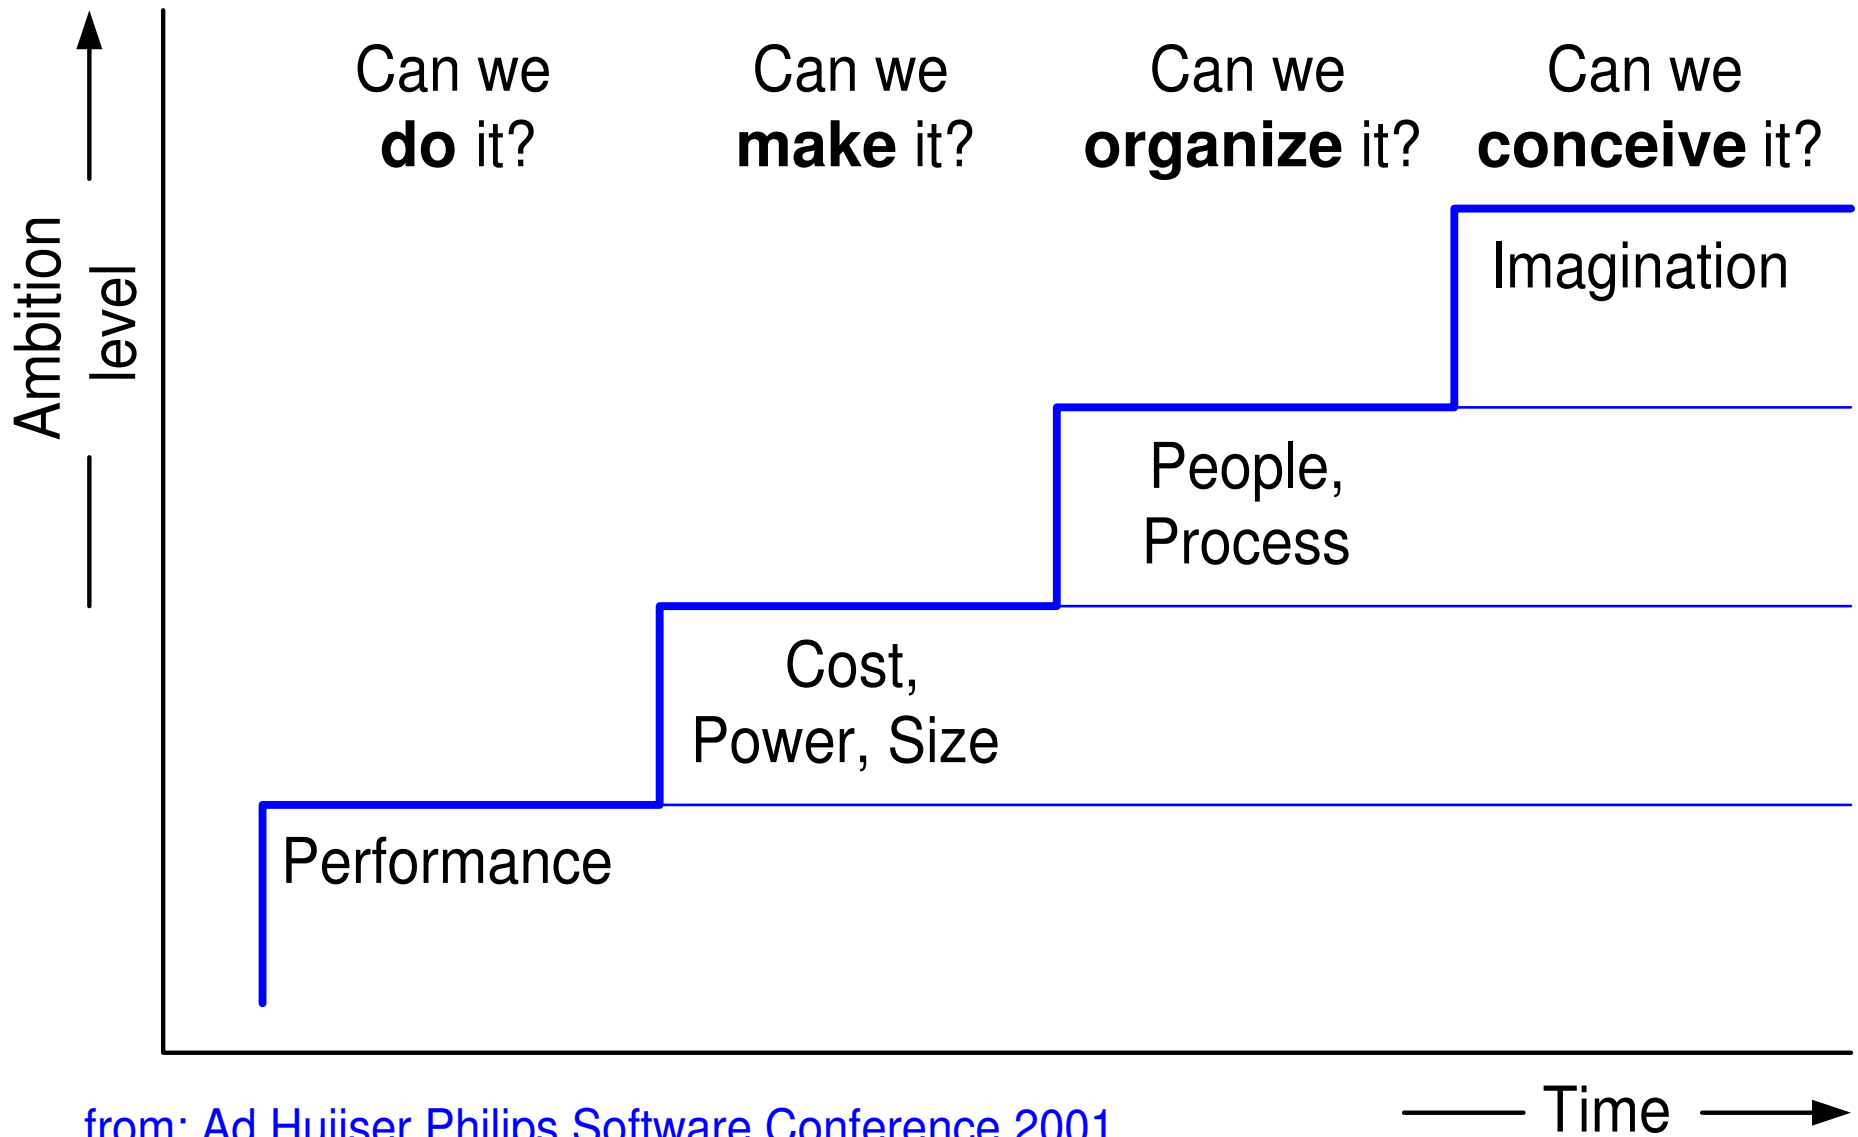 Can we
do it?
Can we
make it?
Can we
organize it?
Can we
conceive it?
Ambition
level
Imagination
People,
Process
Cost,
Power, Size
Performance
Time
from: Ad Huijser Philips Software Conference 2001